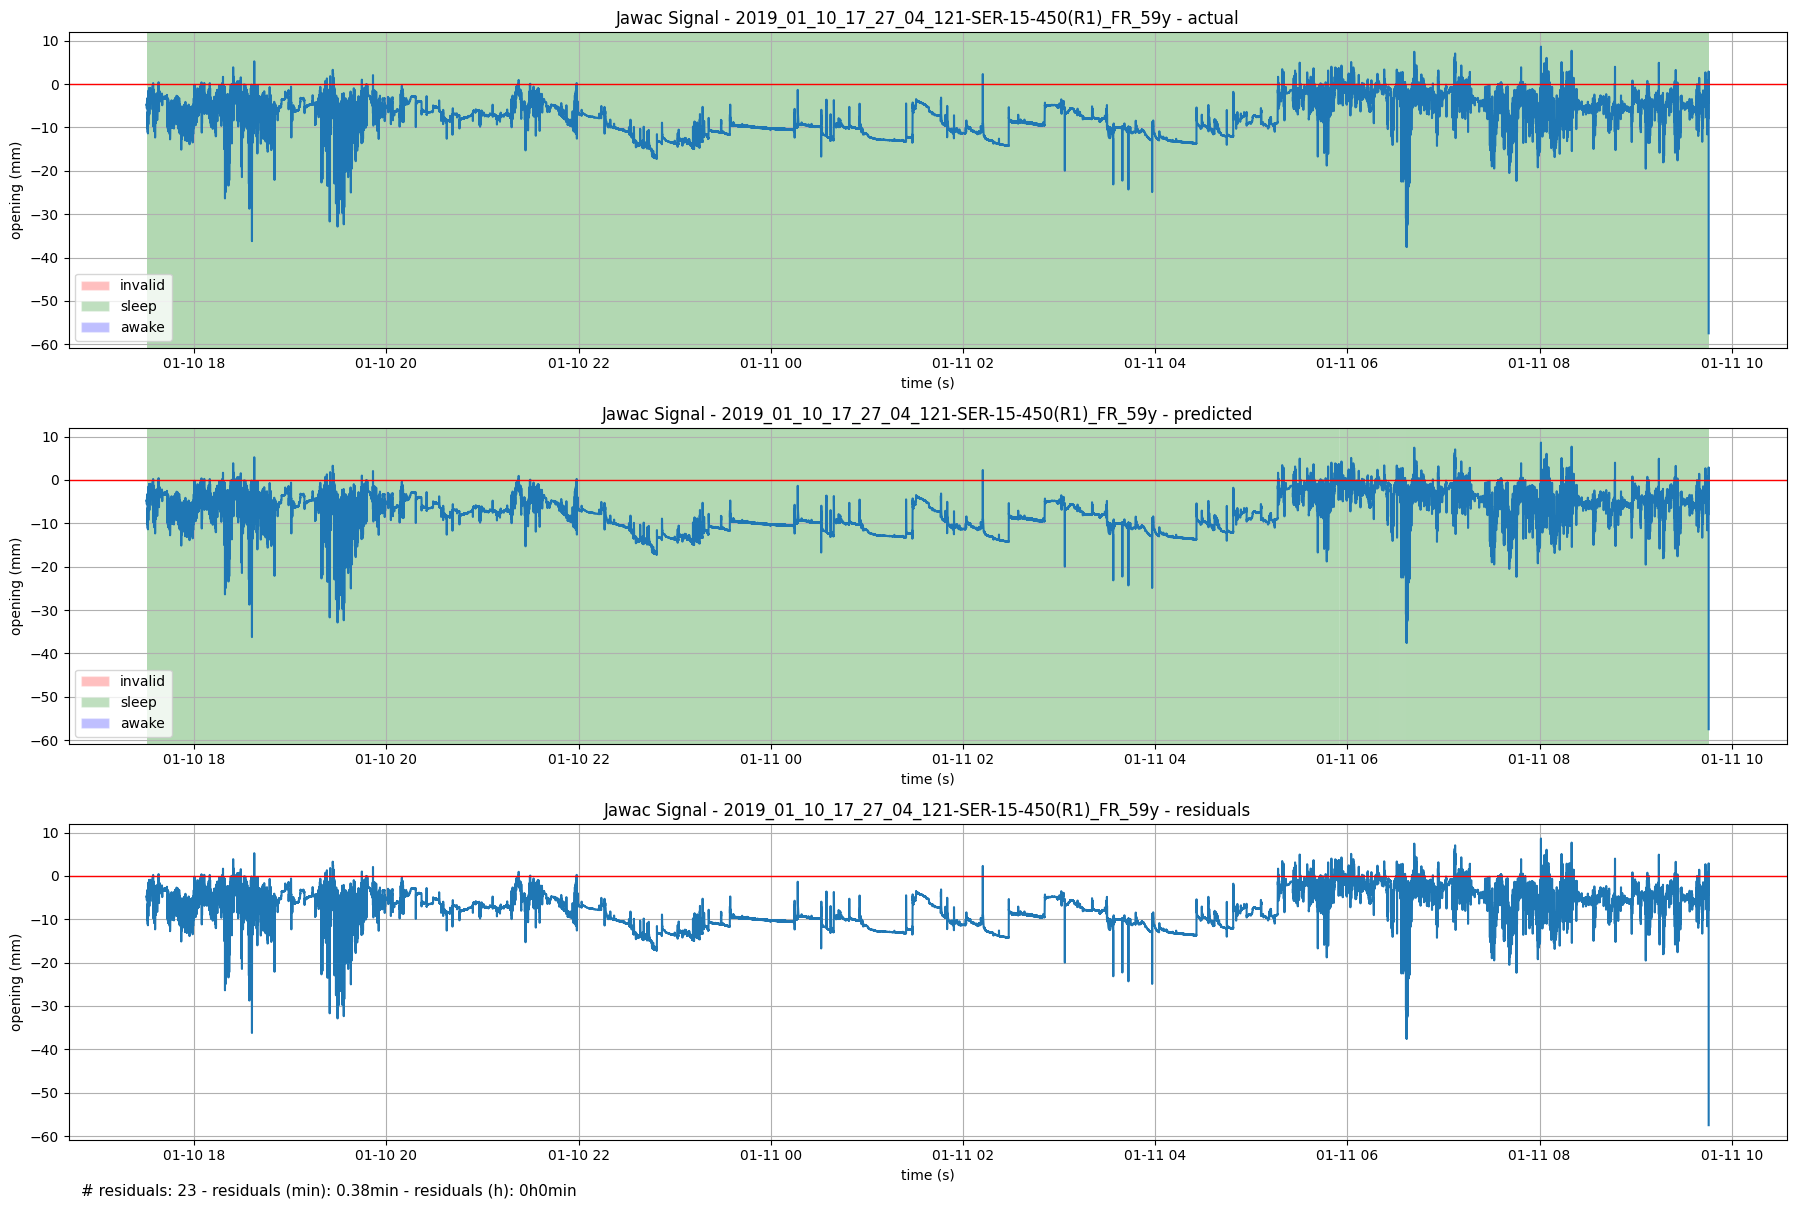 Jawac Signal - 2019_01_10_17_27_04_121-SER-15-450(R1)_FR_59y - actual
10
0
−10
−20
−30
−40
−50
−60
opening (mm)
invalid
sleep
awake
01-10 18 01-10 20 01-10 22 01-11 00 01-11 02 01-11 04 01-11 06 01-11 08 01-11 10
time (s)
Jawac Signal - 2019_01_10_17_27_04_121-SER-15-450(R1)_FR_59y - predicted
10
0
−10
−20
−30
−40
−50
−60
opening (mm)
invalid
sleep
awake
01-10 18 01-10 20 01-10 22 01-11 00 01-11 02 01-11 04 01-11 06 01-11 08 01-11 10
time (s)
Jawac Signal - 2019_01_10_17_27_04_121-SER-15-450(R1)_FR_59y - residuals
10
0
−10
−20
−30
−40
−50
−60
opening (mm)
01-10 18 01-10 20 01-10 22 01-11 00 01-11 02 01-11 04 01-11 06 01-11 08 01-11 10
time (s)
# residuals: 23 - residuals (min): 0.38min - residuals (h): 0h0min